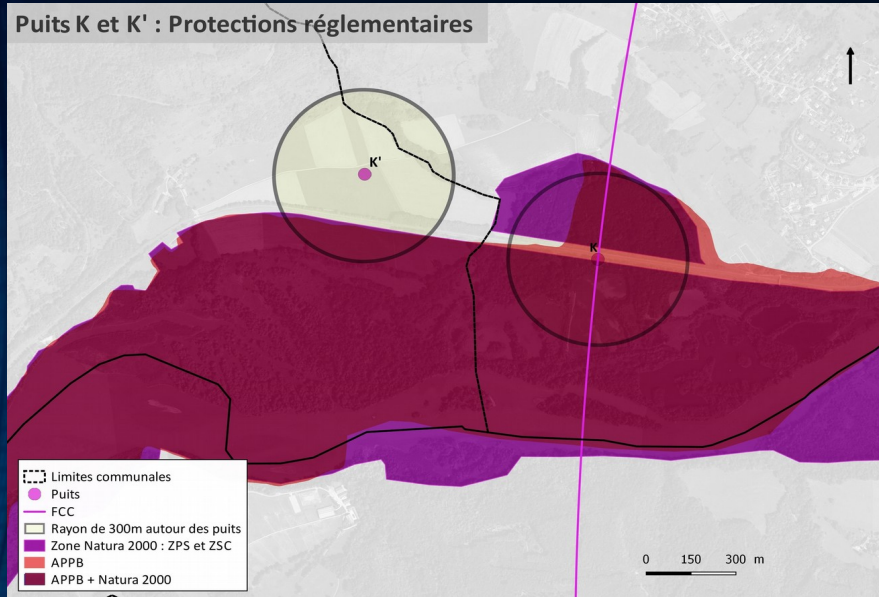 Puits K et K' : Protections réglementaires
K'
K
Limites communales
Puits
FCC
Rayon de 300m autour des puits
Zone Natura 2000 : ZPS et ZSC
APPB
APPB + Natura 2000
0 150 300 m